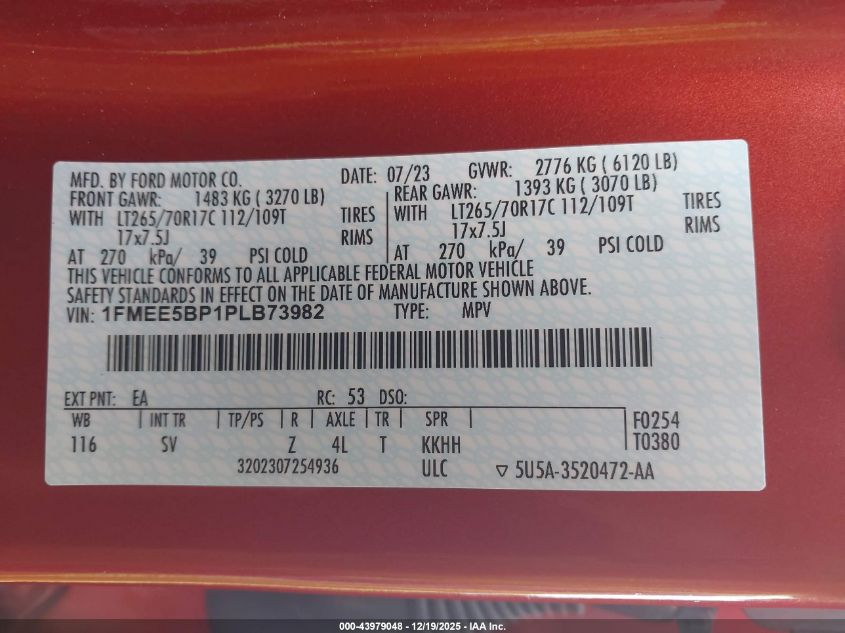 MFD. BY FORD MOTOR CO. DATE: 07/23 GVWR: 2776 KG ( 6120 LB)
FRONT GAWR: 1483 KG ( 3270 LB) REAR GAWR: 1393 KG ( 3070 LB)
WITH LT265/70R17C 112/109T TIRES WITH LT265/70R17C 112/109T TIRES
17x7.5J RIMS 17x7.5J RIMS
AT 270 kPa/ 39 PSI COLD AT 270 kPa/ 39 PSI COLD
THIS VEHICLE CONFORMS TO ALL APPLICABLE FEDERAL MOTOR VEHICLE
SAFETY STANDARDS IN EFFECT ON THE DATE OF MANUFACTURE SHOWN ABOVE.
VIN: 1FMEE5BP1PLB73982 TYPE: MPV
EXT PNT: EA RC: 53 DSO:
WB INT TR TP/PS R AXLE TR SPR F0254
116 SV Z 4L T KKHH T0380
3202307254936 ULC ▽ 5U5A-3520472-AA
000-43979048 - 12/19/2025 - IAA Inc.